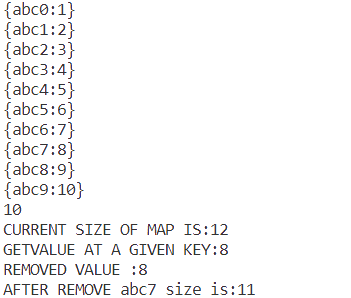 {abc0:1}
{abc1:2}
{abc2:3}
{abc3:4}
{abc4:5}
{abc5:6}
{abc6:7}
{abc7:8}
{abc8:9}
{abc9:10}
10
CURRENT SIZE OF MAP IS:12
GETVALUE AT A GIVEN KEY:8
REMOVED VALUE :8
AFTER REMOVE abc7 size is:11